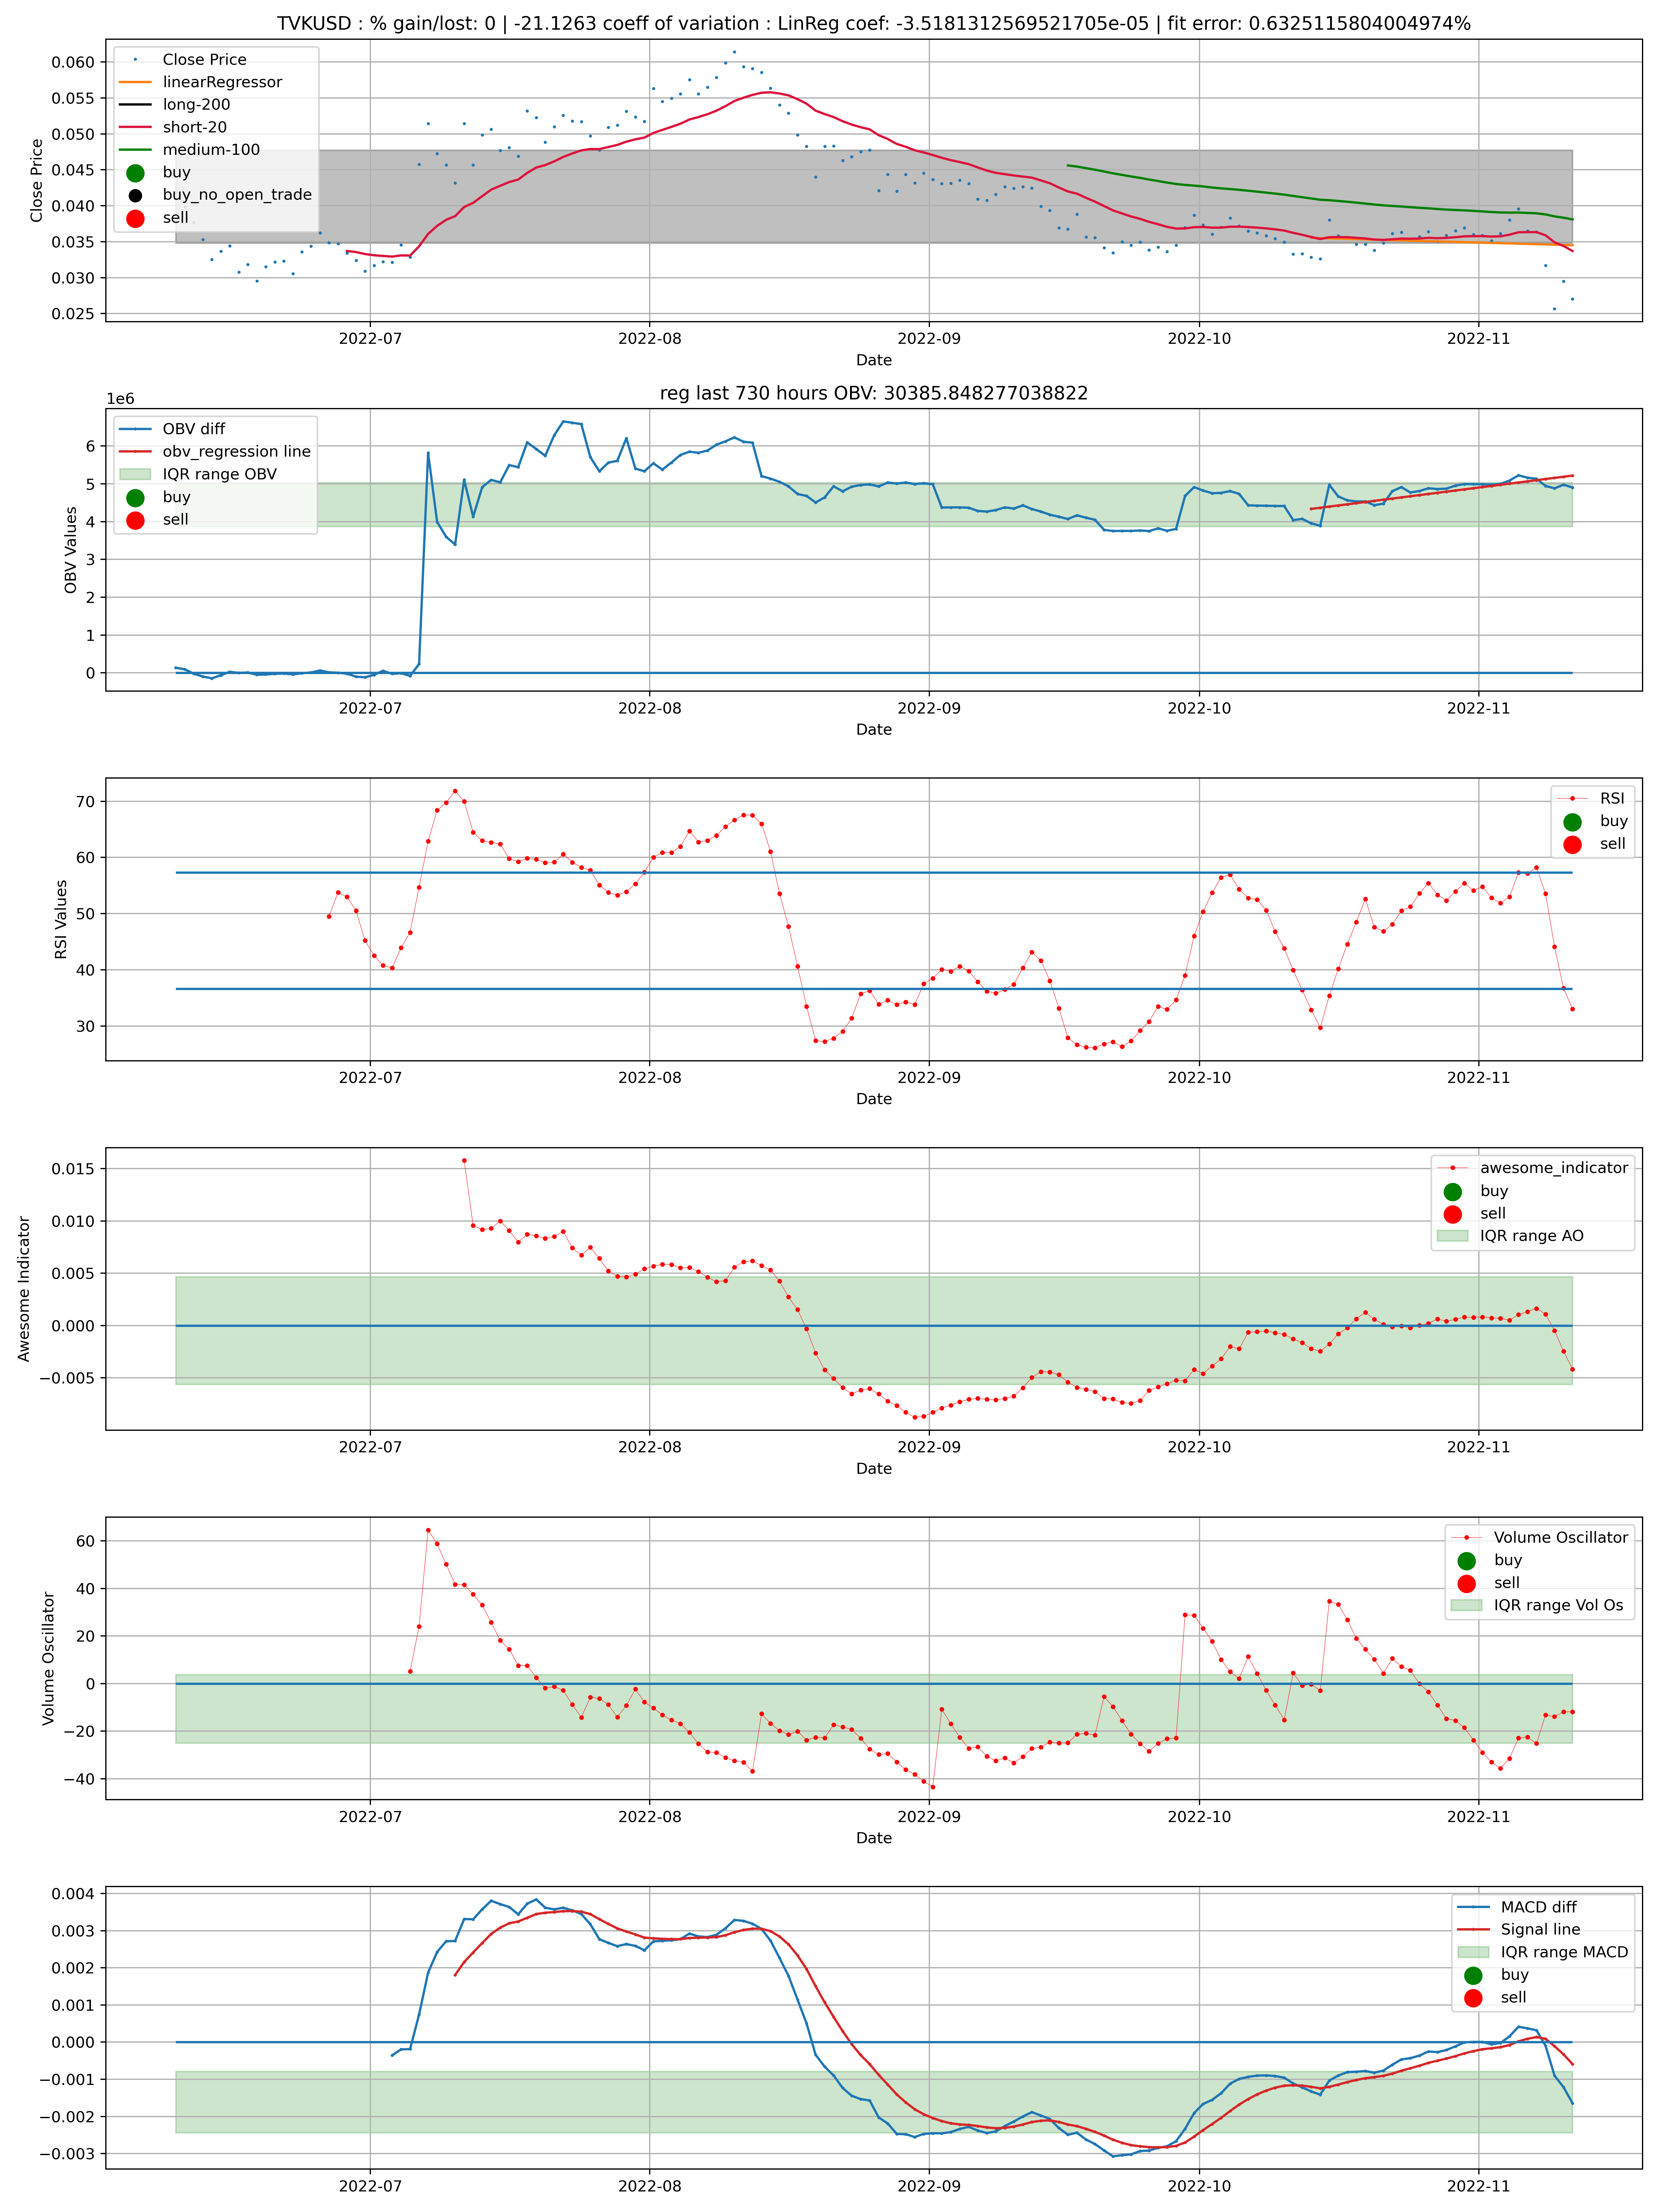 TVKUSD : % gain/lost: 0 | -21.1263 coeff of variation : LinReg coef: -3.5181312569521705e-05 | fit error: 0.6325115804004974%
Close Price
linearRegressor
long-200
short-20
medium-100
buy
buy_no_open_trade
sell
Close Price
0.060
0.055
0.050
0.045
0.040
0.035
0.030
0.025
2022-07 2022-08 2022-09 2022-10 2022-11
Date
reg last 730 hours OBV: 30385.848277038822
1e6
OBV diff
obv_regression line
IQR range OBV
buy
sell
OBV Values
6
5
4
3
2
1
0
2022-07 2022-08 2022-09 2022-10 2022-11
Date
RSI
buy
sell
RSI Values
70
60
50
40
30
2022-07 2022-08 2022-09 2022-10 2022-11
Date
awesome_indicator
buy
sell
IQR range AO
Awesome Indicator
0.015
0.010
0.005
0.000
−0.005
2022-07 2022-08 2022-09 2022-10 2022-11
Date
Volume Oscillator
buy
sell
IQR range Vol Os
Volume Oscillator
60
40
20
0
−20
−40
2022-07 2022-08 2022-09 2022-10 2022-11
Date
MACD diff
Signal line
IQR range MACD
buy
sell
0.004
0.003
0.002
0.001
0.000
−0.001
−0.002
−0.003
2022-07 2022-08 2022-09 2022-10 2022-11